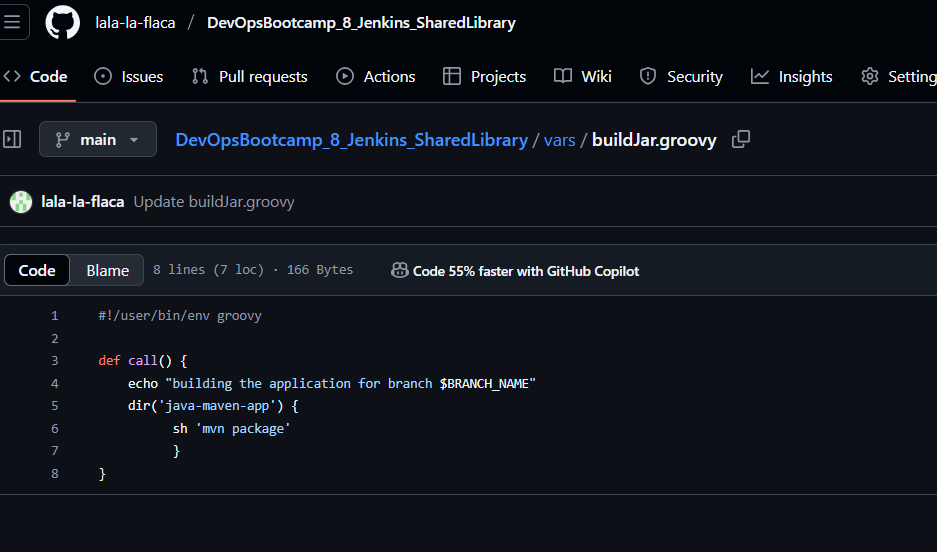 lala-la-flaca / DevOpsBootcamp_8_Jenkins_SharedLibrary
Code Issues Pull requests Actions Projects Wiki Security Insights Setting
main DevOpsBootcamp_8_Jenkins_SharedLibrary / vars / buildJar.groovy
lala-la-flaca Update buildJar.groovy
Code Blame 8 lines (7 loc) · 166 Bytes Code 55% faster with GitHub Copilot
1 #!/user/bin/env groovy
2
3 def call() {
4 echo "building the application for branch $BRANCH_NAME"
5 dir('java-maven-app') {
6 sh 'mvn package'
7 }
8 }